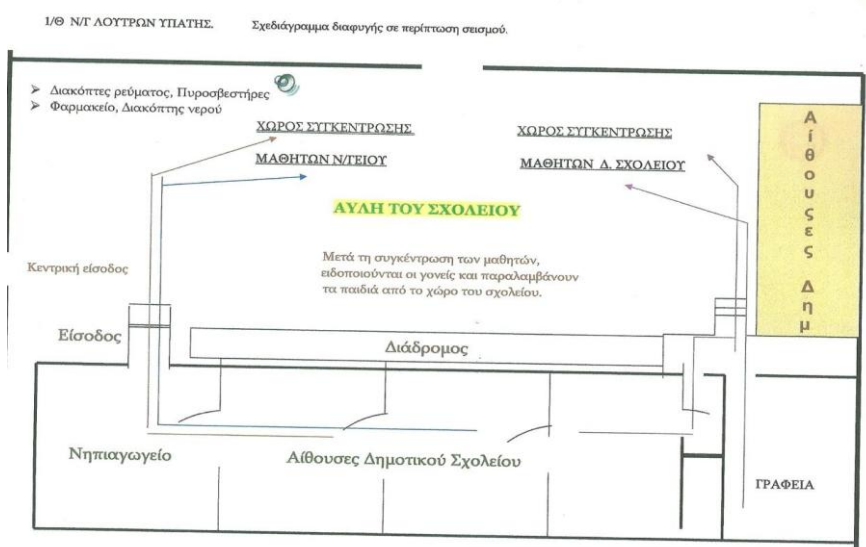 1/Θ Ν/Γ ΛΟΥΤΡΩΝ ΥΠΑΤΗΣ. Σχεδιάγραμμα διαφυγής σε περίπτωση σεισμού.
➢ Διακόπτες ρεύματος, Πυροσβεστήρες
➢ Φαρμακείο, Διακόπτης νερού
ΧΩΡΟΣ ΣΥΓΚΕΝΤΡΩΣΗΣ
ΜΑΘΗΤΩΝ Ν/ΓΕΙΟΥ
ΧΩΡΟΣ ΣΥΓΚΕΝΤΡΩΣΗΣ
ΜΑΘΗΤΩΝ Δ. ΣΧΟΛΕΙΟΥ
Αίθουσες Δημ
ΑΥΛΗ ΤΟΥ ΣΧΟΛΕΙΟΥ
Μετά τη συγκέντρωση των μαθητών,
ειδοποιούνται οι γονείς και παραλαμβάνουν
τα παιδιά από το χώρο του σχολείου.
Κεντρική είσοδος
Είσοδος
Διάδρομος
Νηπιαγωγείο
Αίθουσες Δημοτικού Σχολείου
ΓΡΑΦΕΙΑ